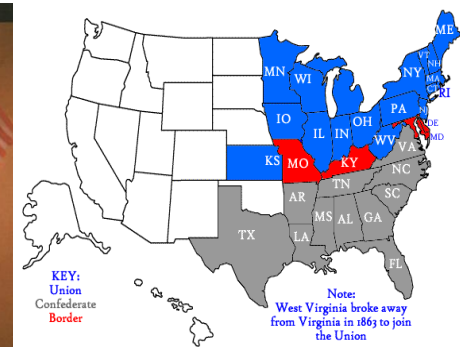 ME
VT
NH
MN
WI
NY
MA
CT
RI
PA
NJ
IO
IL
IN
OH
DE
MD
WV
VA
KS
MO
KY
NC
TN
SC
AR
MS
AL
GA
TX
LA
FL
KEY:
Union
Confederate
Border
Note:
West Virginia broke away
from Virginia in 1863 to join
the Union